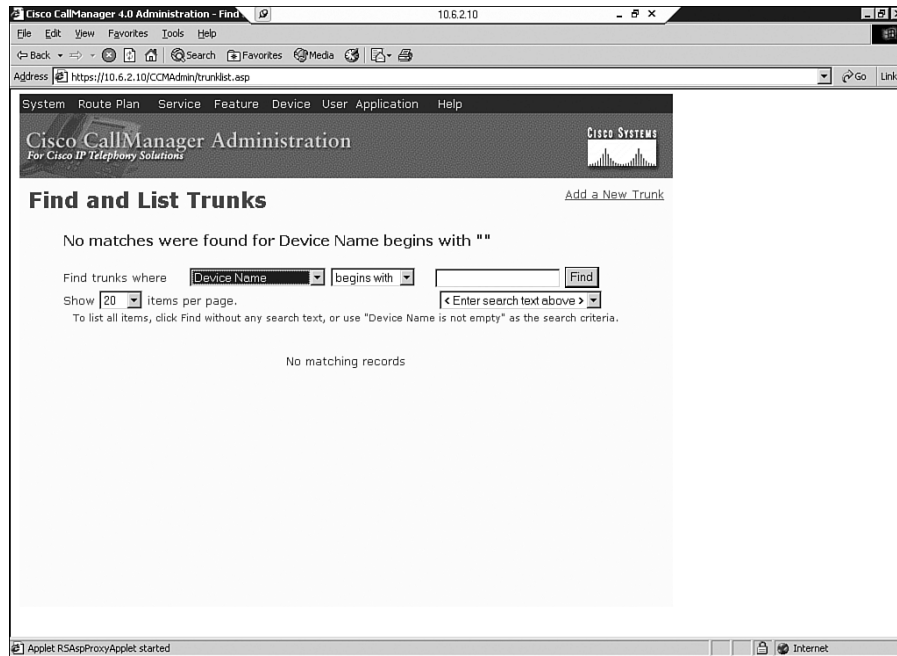 Cisco CallManager 4.0 Administration - Find
10.6.2.10
File Edit View Favorites Tools Help
Back Search Favorites Media
Address https://10.6.2.10/CCMAdmin/trunklist.asp Go Link
System Route Plan Service Feature Device User Application Help
Cisco CallManager Administration
For Cisco IP Telephony Solutions
CISCO SYSTEMS
Find and List Trunks
Add a New Trunk
No matches were found for Device Name begins with ""
Find trunks where Device Name begins with Find
Show 20 items per page. < Enter search text above >
To list all items, click Find without any search text, or use "Device Name is not empty" as the search criteria.
No matching records
Applet RSAspProxyApplet started Internet